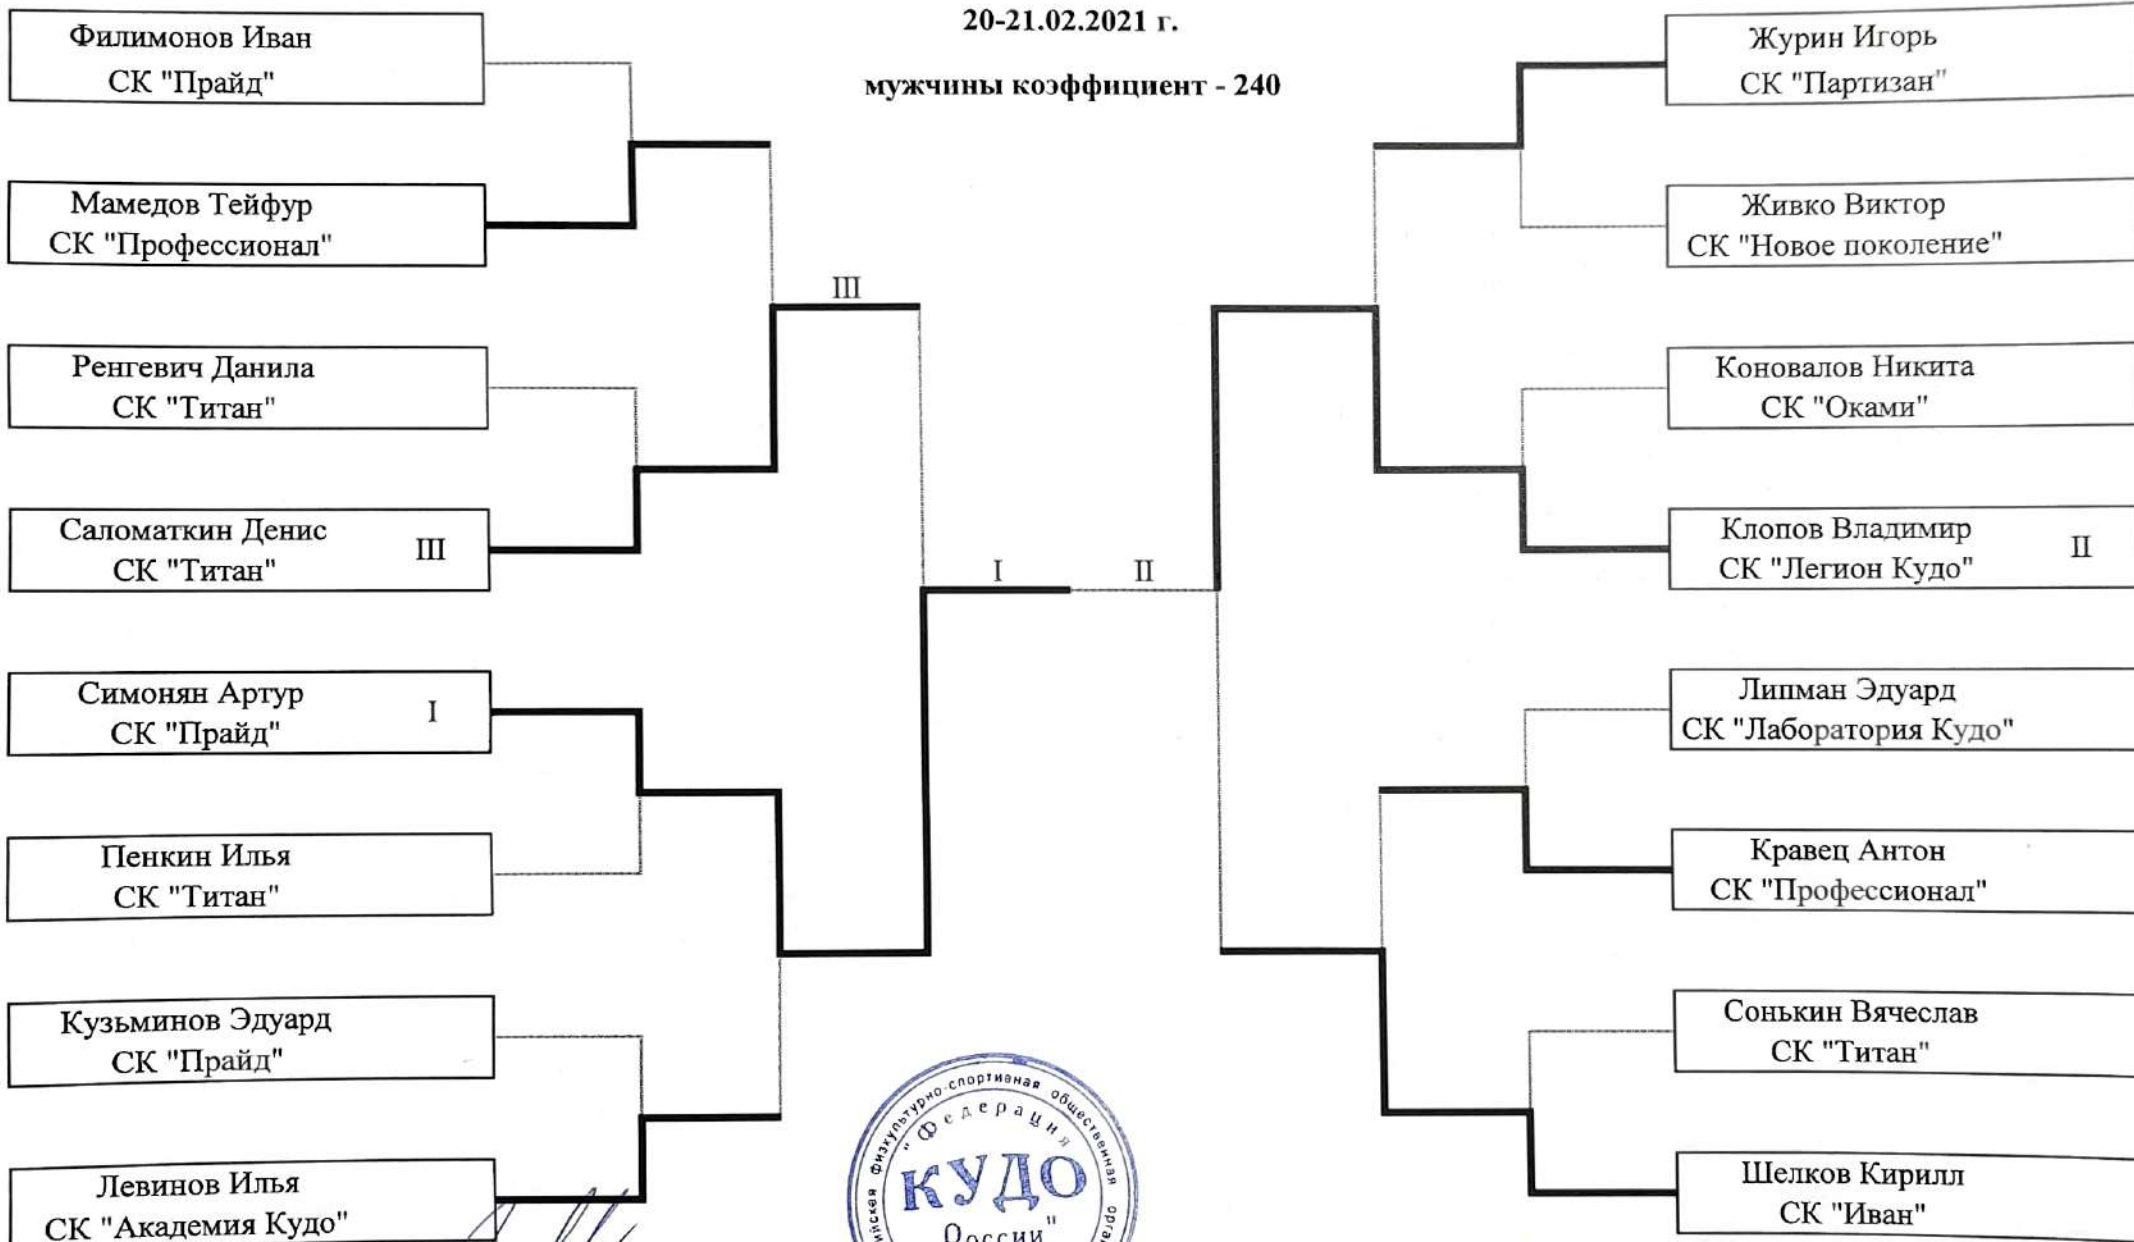 20-21.02.2021 г.
мужчины коэффициент - 240
Филимонов Иван
СК "Прайд"
Мамедов Тейфур
СК "Профессионал"
Ренгевич Данила
СК "Титан"
Саломаткин Денис
СК "Титан"
III
Симонян Артур
СК "Прайд"
I
Пенкин Илья
СК "Титан"
Кузьминов Эдуард
СК "Прайд"
Левинов Илья
СК "Академия Кудо"
III
I
II
Журин Игорь
СК "Партизан"
Живко Виктор
СК "Новое поколение"
Коновалов Никита
СК "Оками"
Клопов Владимир
СК "Легион Кудо"
II
Липман Эдуард
СК "Лаборатория Кудо"
Кравец Антон
СК "Профессионал"
Сонькин Вячеслав
СК "Титан"
Шелков Кирилл
СК "Иван"
физкультурно-спортивная общественная
"Федерация
КУДО
России"